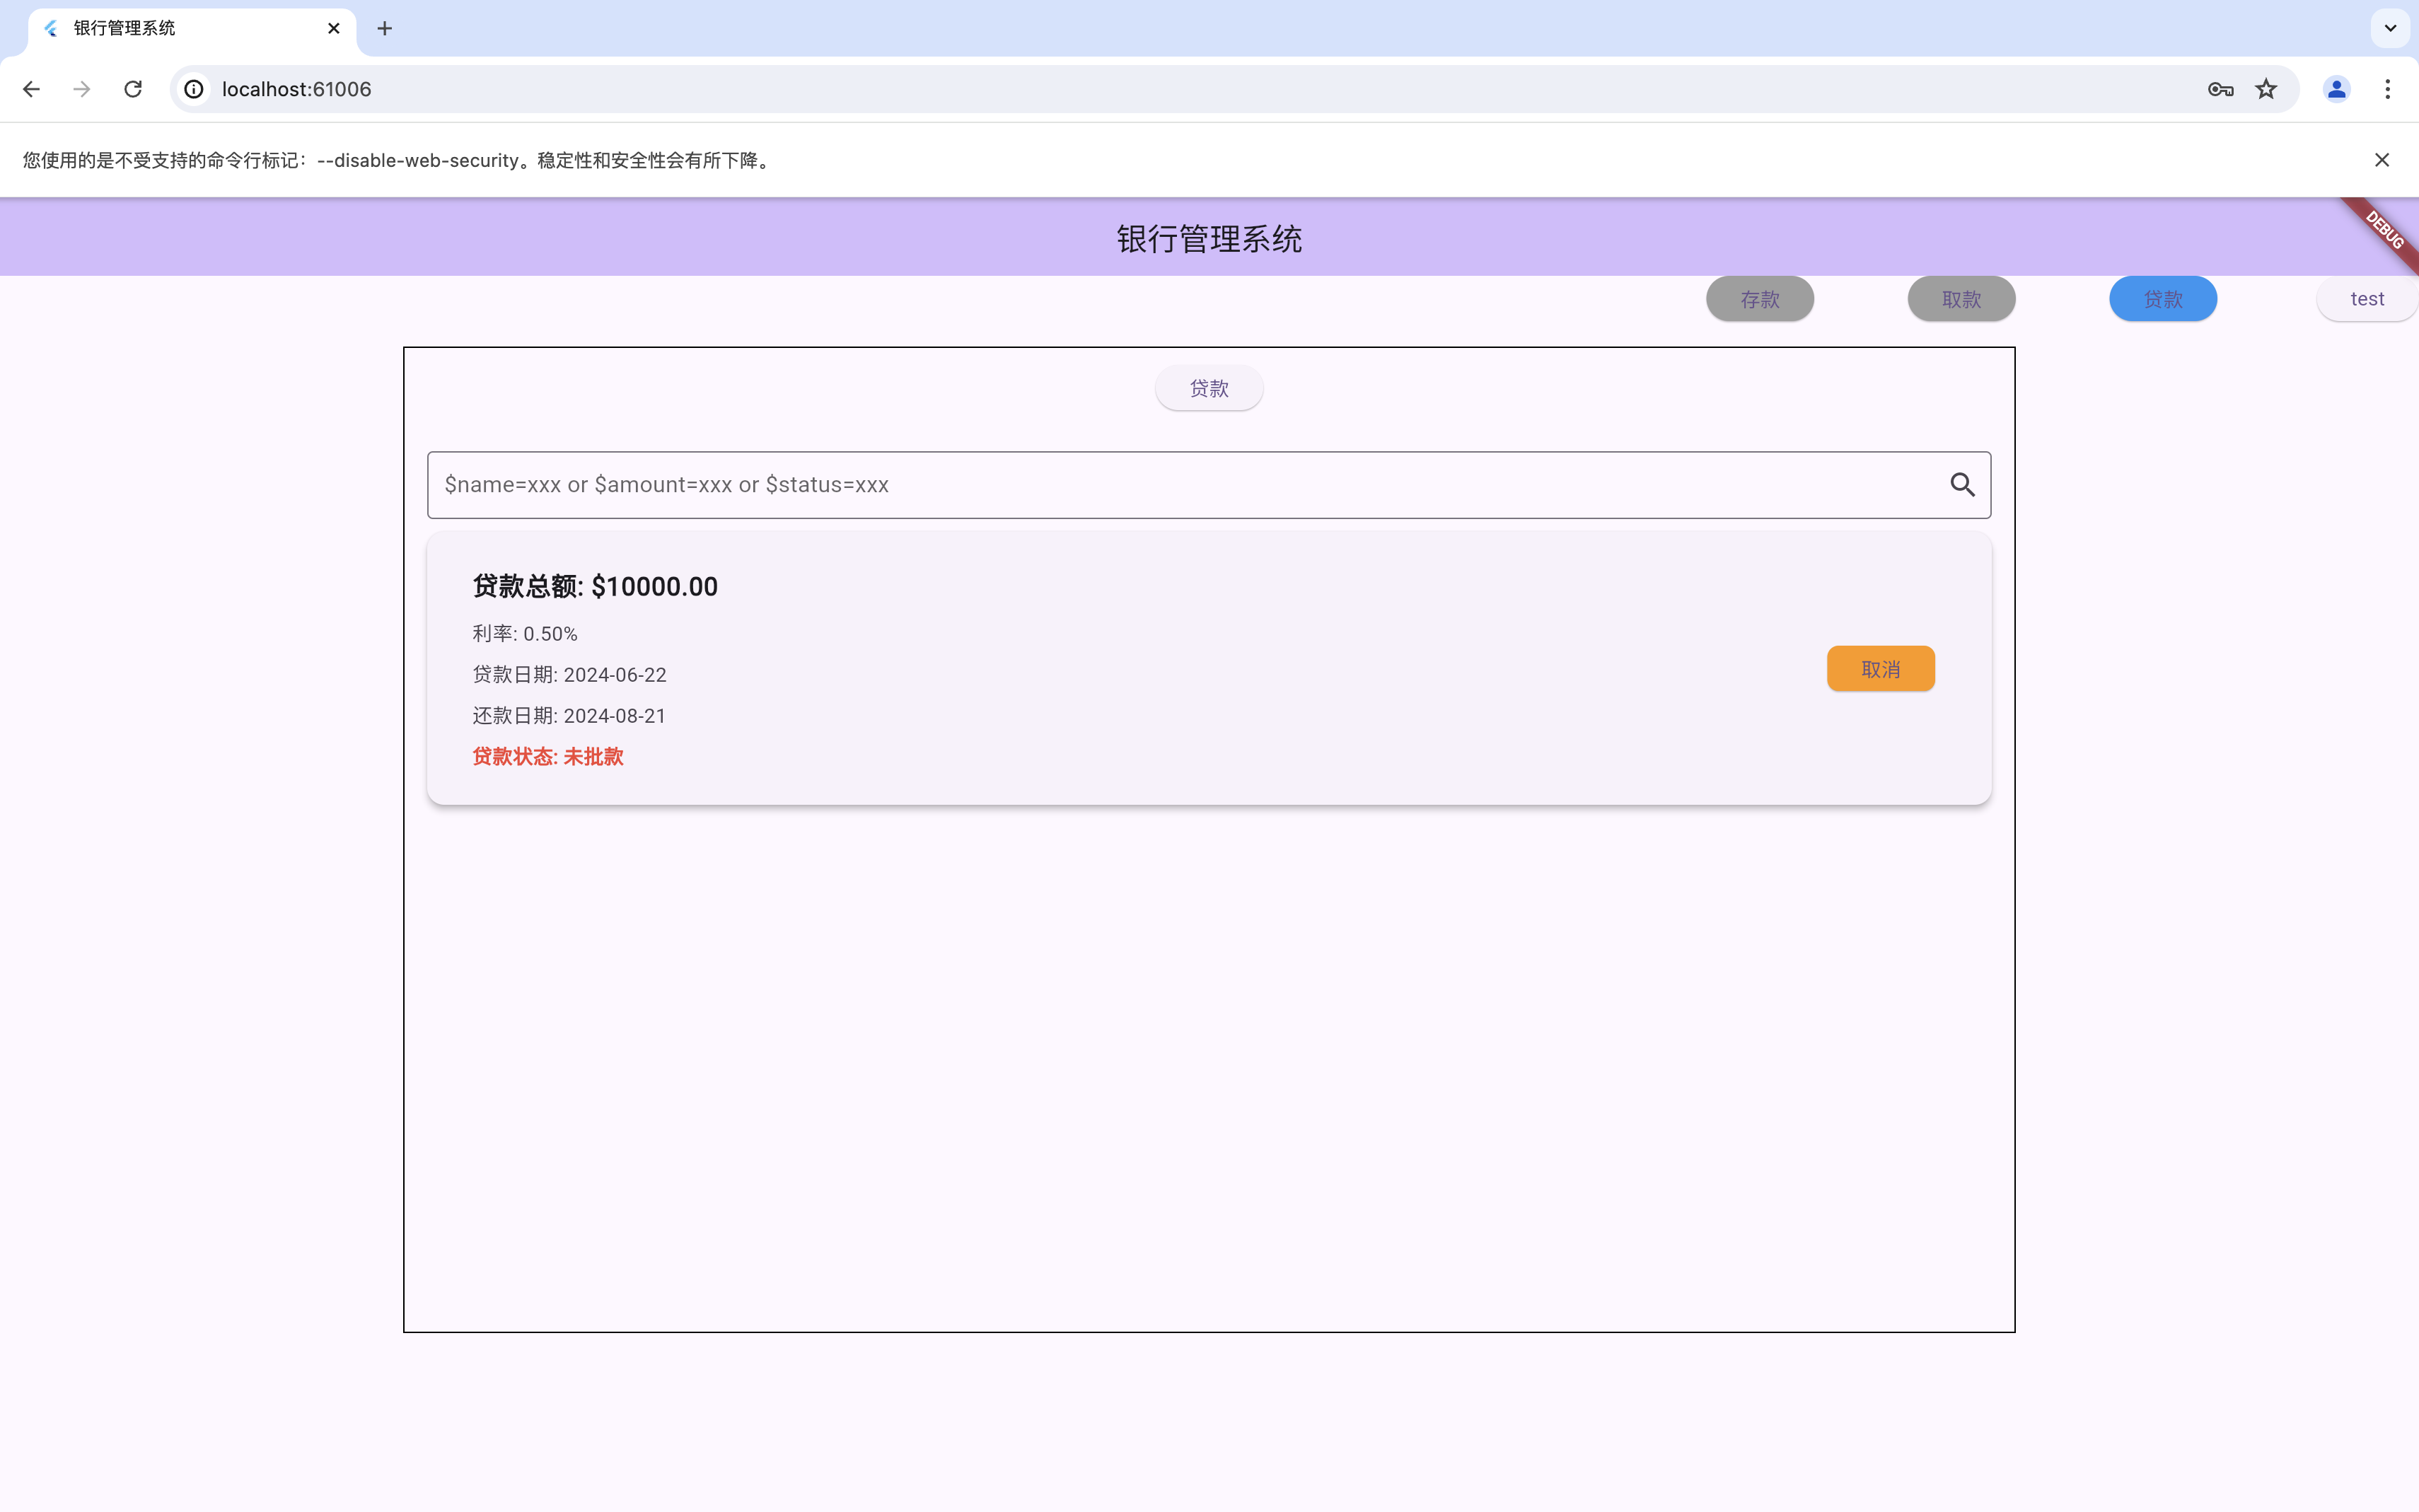 银行管理系统
localhost:61006
您使用的是不受支持的命令行标记：--disable-web-security。稳定性和安全性会有所下降。
银行管理系统
DEBUG
存款
取款
贷款
test
贷款
$name=xxx or $amount=xxx or $status=xxx
贷款总额: $10000.00
利率: 0.50%
贷款日期: 2024-06-22
还款日期: 2024-08-21
贷款状态: 未批款
取消